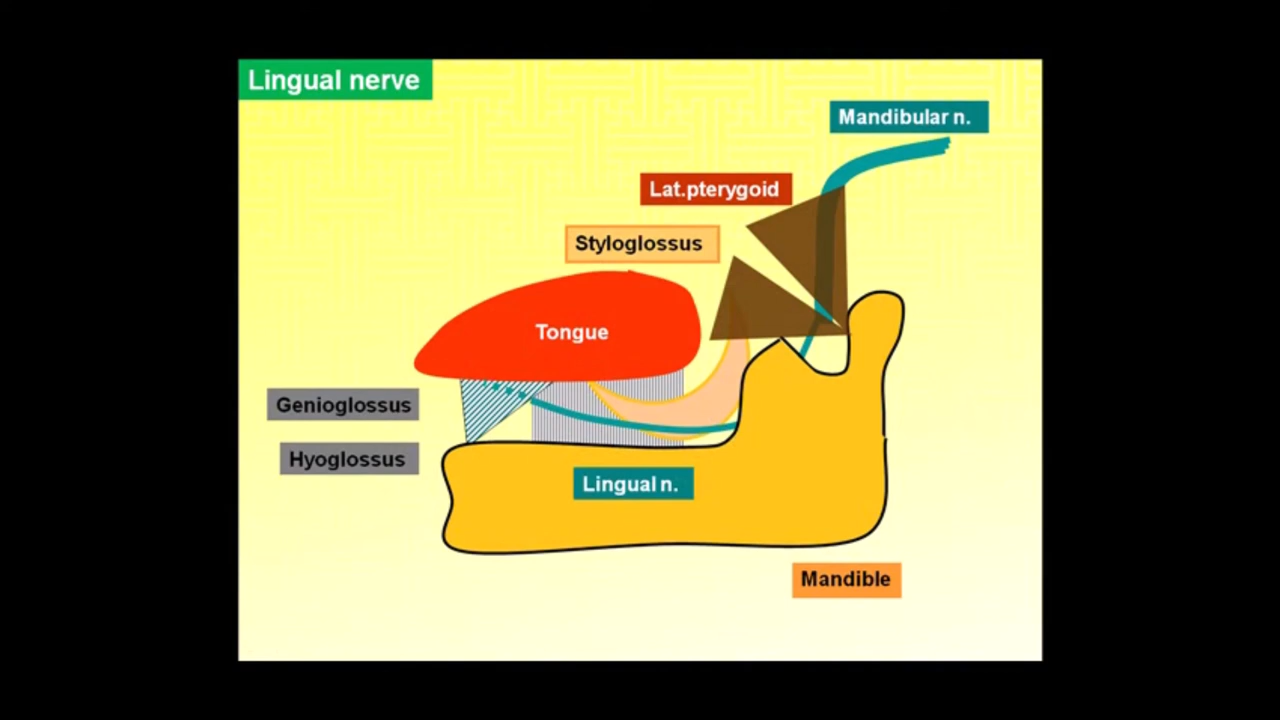 Lingual nerve
Mandibular n.
Lat.pterygoid
Styloglossus
Tongue
Genioglossus
Hyoglossus
Lingual n.
Mandible